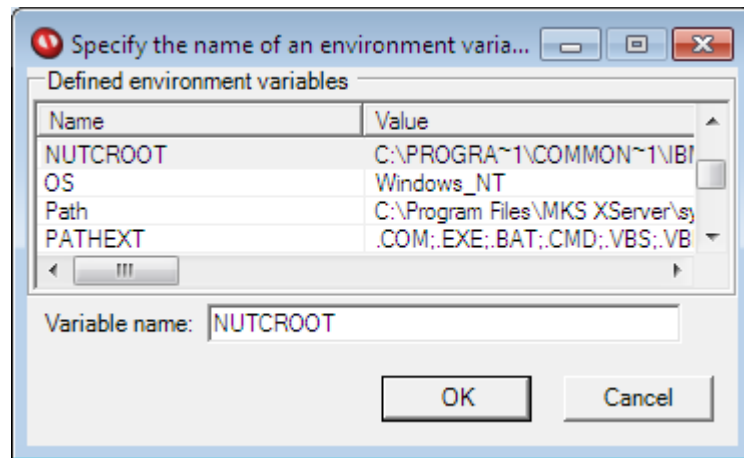 Specify the name of an environment varia...
Defined environment variables
Name Value
NUTCROOT C:\PROGRA~1\COMMON~1\IBM
OS Windows_NT
Path C:\Program Files\MKS XServer\sy
PATHEXT .COM;.EXE;.BAT;.CMD;.VBS;.VB
Variable name: NUTCROOT
OK Cancel